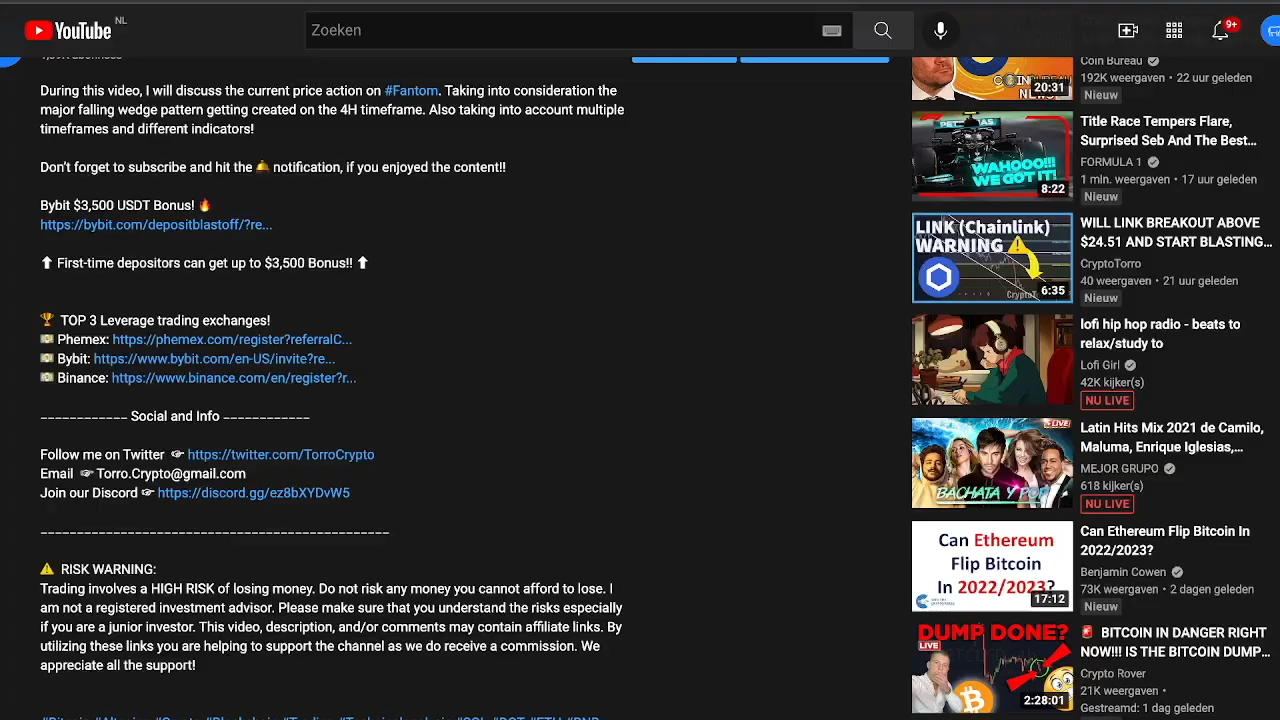 YouTube NL
Zoeken
9+
During this video, I will discuss the current price action on #Fantom. Taking into consideration the
major falling wedge pattern getting created on the 4H timeframe. Also taking into account multiple
timeframes and different indicators!
Don't forget to subscribe and hit the 🔔 notification, if you enjoyed the content!!
Bybit $3,500 USDT Bonus! 🔥
https://bybit.com/depositblastoff/?re...
⬆ First-time depositors can get up to $3,500 Bonus!! ⬆
🏆 TOP 3 Leverage trading exchanges!
💵 Phemex: https://phemex.com/register?referralC...
💵 Bybit: https://www.bybit.com/en-US/invite?re...
💵 Binance: https://www.binance.com/en/register?r...
____________ Social and Info ____________
Follow me on Twitter 👉 https://twitter.com/TorroCrypto
Email 👉 Torro.Crypto@gmail.com
Join our Discord 👉 https://discord.gg/ez8bXYDvW5
________________________________________________
⚠️ RISK WARNING:
Trading involves a HIGH RISK of losing money. Do not risk any money you cannot afford to lose. I
am not a registered investment advisor. Please make sure that you understand the risks especially
if you are a junior investor. This video, description, and/or comments may contain affiliate links. By
utilizing these links you are helping to support the channel as we do receive a commission. We
appreciate all the support!
COIN BUREAU
NEWS
20:31
Coin Bureau
192K weergaven • 22 uur geleden
Nieuw
PETRONAS
WAHOOO!!!
WE GOT IT!
8:22
Title Race Tempers Flare,
Surprised Seb And The Best...
FORMULA 1
1 mln. weergaven • 17 uur geleden
Nieuw
LINK (Chainlink)
WARNING ⚠️
CryptoT
6:35
WILL LINK BREAKOUT ABOVE
$24.51 AND START BLASTING...
CryptoTorro
40 weergaven • 21 uur geleden
Nieuw
lofi hip hop radio - beats to
relax/study to
Lofi Girl
42K kijker(s)
NU LIVE
LIVE
BACHATA Y POP
Latin Hits Mix 2021 de Camilo,
Maluma, Enrique Iglesias,...
MEJOR GRUPO
618 kijker(s)
NU LIVE
Can Ethereum
Flip Bitcoin
In 2022/2023?
17:12
Can Ethereum Flip Bitcoin In
2022/2023?
Benjamin Cowen
73K weergaven • 2 dagen geleden
Nieuw
DUMP DONE?
LIVE
2:28:01
🚨 BITCOIN IN DANGER RIGHT
NOW!!! IS THE BITCOIN DUMP...
Crypto Rover
21K weergaven •
Gestreamd: 1 dag geleden